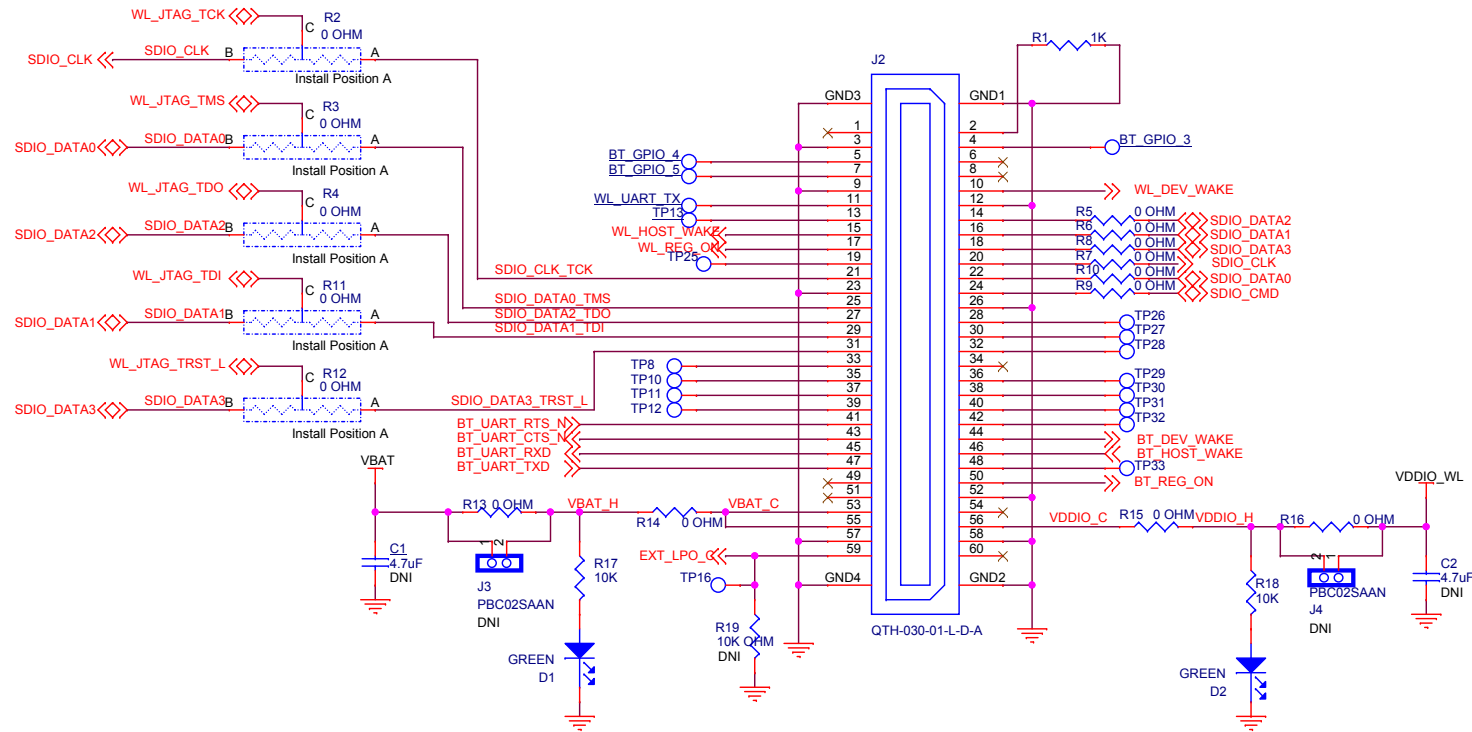 WL_JTAG_TCK
R2
0 OHM
C
SDIO_CLK
SDIO_CLK
B
A
Install Position A
WL_JTAG_TMS
R3
0 OHM
C
SDIO_DATA0
SDIO_DATA0
B
A
Install Position A
WL_JTAG_TDO
R4
0 OHM
C
SDIO_DATA2
SDIO_DATA2
B
A
Install Position A
WL_JTAG_TDI
R11
0 OHM
C
SDIO_DATA1
SDIO_DATA1
B
A
Install Position A
WL_JTAG_TRST_L
R12
0 OHM
C
SDIO_DATA3
SDIO_DATA3
B
A
Install Position A
SDIO_CLK_TCK
SDIO_DATA0_TMS
SDIO_DATA2_TDO
SDIO_DATA1_TDI
SDIO_DATA3_TRST_L
J2
R1
1K
GND3
GND1
1
2
3
4
BT_GPIO_3
BT_GPIO_4
5
6
BT_GPIO_5
7
8
9
10
WL_DEV_WAKE
WL_UART_TX
11
12
TP13
13
14
R5
0 OHM
SDIO_DATA2
WL_HOST_WAKE
15
16
R6
0 OHM
SDIO_DATA1
WL_REG_ON
17
18
R8
0 OHM
SDIO_DATA3
TP25
19
20
R7
0 OHM
SDIO_CLK
21
22
R10
0 OHM
SDIO_DATA0
23
24
R9
0 OHM
SDIO_CMD
25
26
27
28
TP26
29
30
TP27
31
32
TP28
TP8
33
34
TP10
35
36
TP29
TP11
37
38
TP30
TP12
39
40
TP31
BT_UART_RTS_N
41
42
TP32
BT_UART_CTS_N
43
44
BT_DEV_WAKE
BT_UART_RXD
45
46
BT_HOST_WAKE
BT_UART_TXD
47
48
TP33
49
50
BT_REG_ON
51
52
53
54
55
56
57
58
59
60
GND4
GND2
QTH-030-01-L-D-A
VBAT
R13
0 OHM
VBAT_H
R14
0 OHM
VBAT_C
C1
4.7uF
DNI
1
2
J3
PBC02SAAN
DNI
R17
10K
GREEN
D1
EXT_LPO_C
TP16
R19
10K OHM
DNI
VDDIO_C
R15
0 OHM
VDDIO_H
R16
0 OHM
VDDIO_WL
2
1
PBC02SAAN
J4
DNI
R18
10K
GREEN
D2
C2
4.7uF
DNI